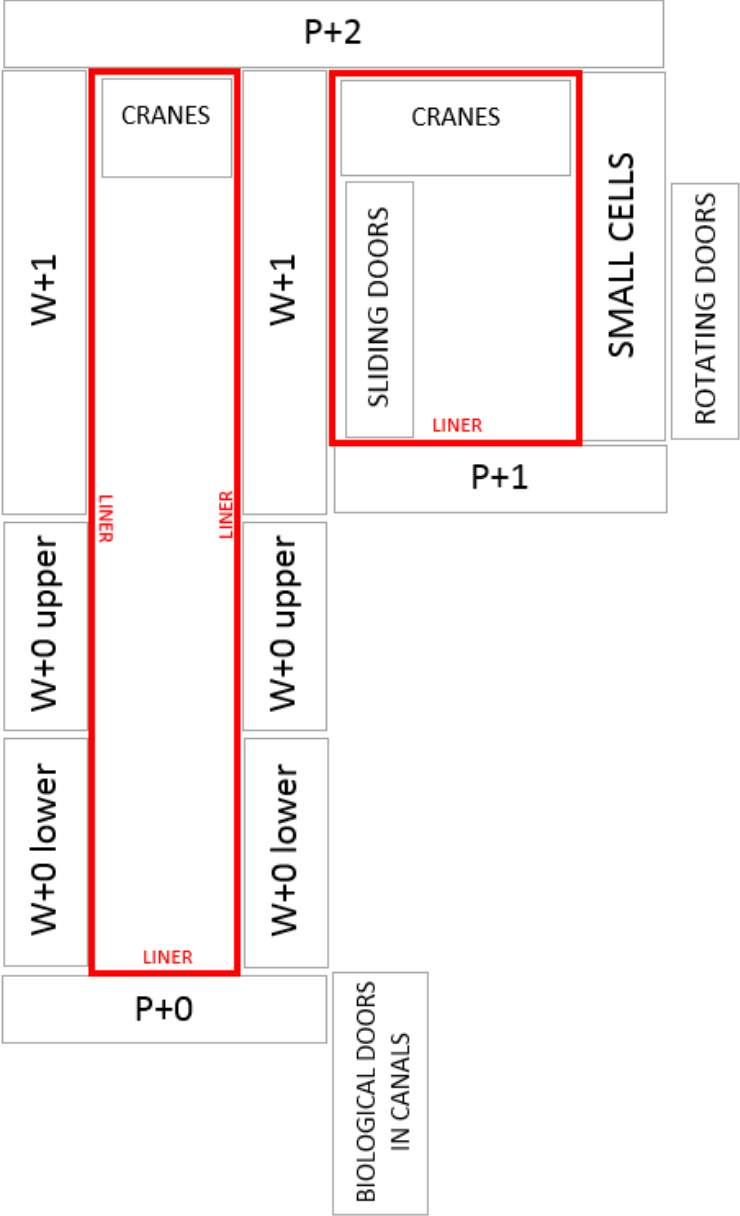 P+2
CRANES
CRANES
W+1
W+1
SLIDING DOORS
SMALL CELLS
ROTATING DOORS
LINER
P+1
LINER
LINER
W+0 upper
W+0 upper
W+0 lower
W+0 lower
LINER
P+0
BIOLOGICAL DOORS
IN CANALS